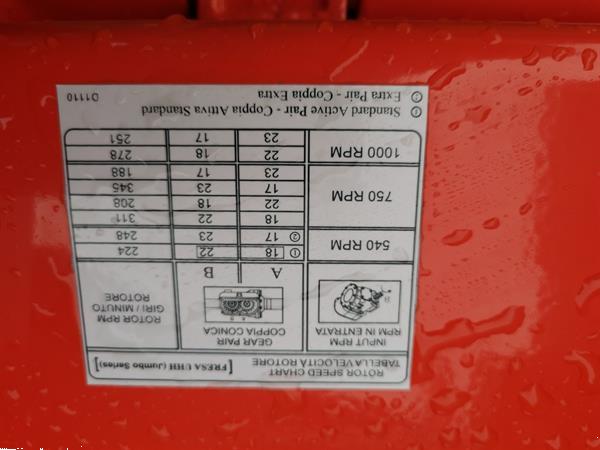 ROTOR SPEED CHART
TABELLA VELOCITÀ ROTORE [FRESA UHH (Jumbo Series)]
INPUT RPM
RPM IN ENTRATA
GEAR PAIR
COPPIA CONICA
ROTOR RPM
GIRI / MINUTO
ROTORE
A B
540 RPM ① 18 22 224
② 17 23 248
750 RPM 18 22 311
22 18 208
17 23 345
23 17 188
1000 RPM 22 18 278
23 17 251
① Standard Active Pair - Coppia Attiva Standard
② Extra Pair - Coppia Extra D1110